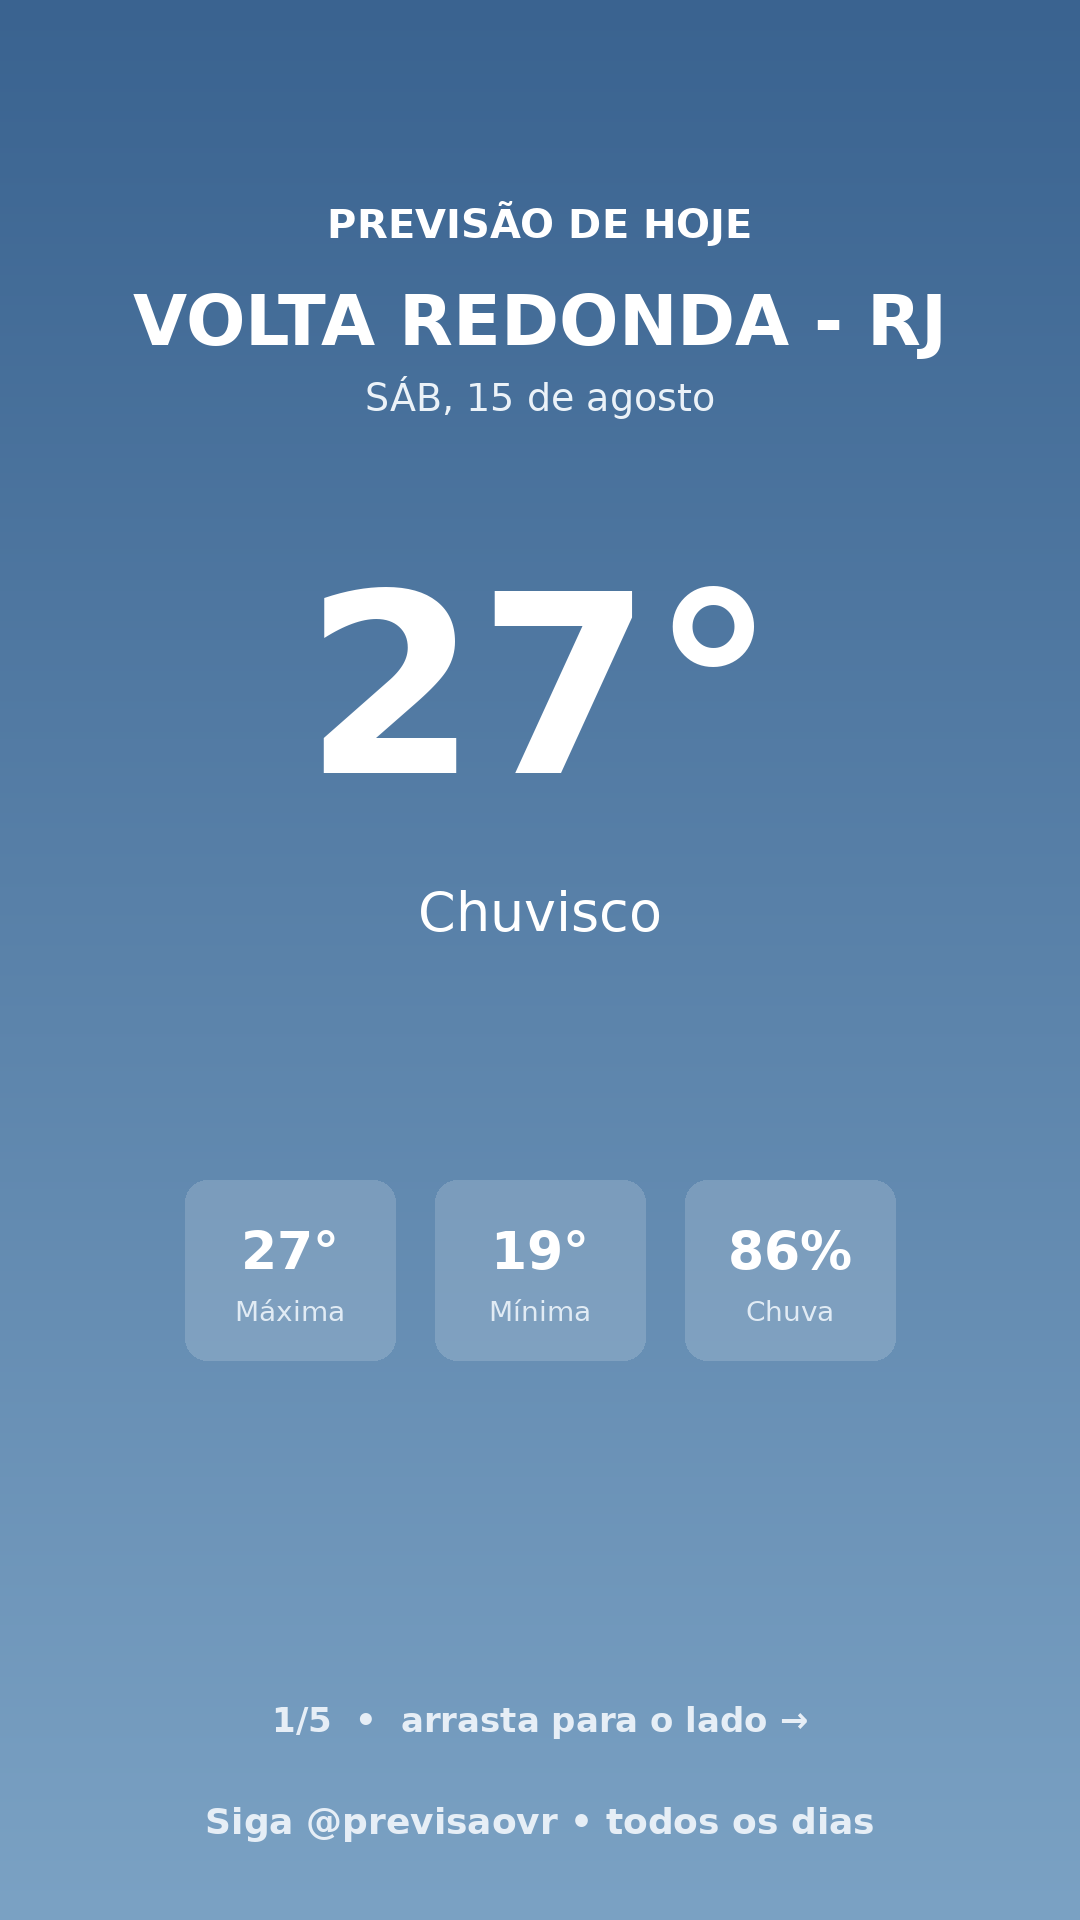 PREVISÃO DE HOJE
VOLTA REDONDA - RJ
SÁB, 15 de agosto
27°
Chuvisco
27° 19° 86%
Máxima Mínima Chuva
1/5 • arrasta para o lado →
Siga @previsaovr • todos os dias